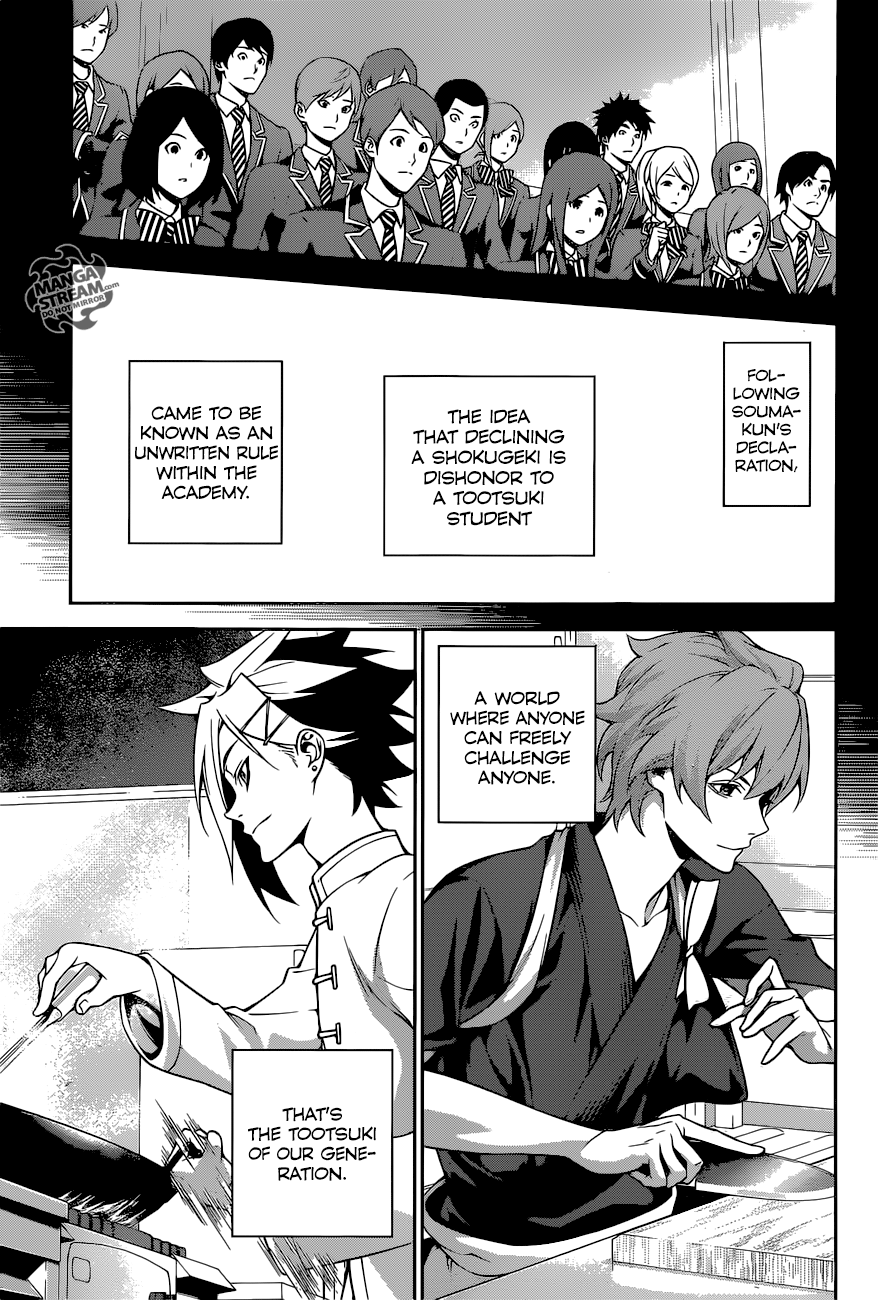 FOL-
LOWING
SOUMA-
KUN'S
DECLA-
RATION,
THE IDEA
THAT DECLINING
A SHOKUGEKI IS
DISHONOR TO
A TOOTSUKI
STUDENT
CAME TO BE
KNOWN AS AN
UNWRITTEN RULE
WITHIN THE
ACADEMY.
MANGA
STREAM.com
DO NOT MIRROR
A WORLD
WHERE ANYONE
CAN FREELY
CHALLENGE
ANYONE.
THAT'S
THE TOOTSUKI
OF OUR GENE-
RATION.